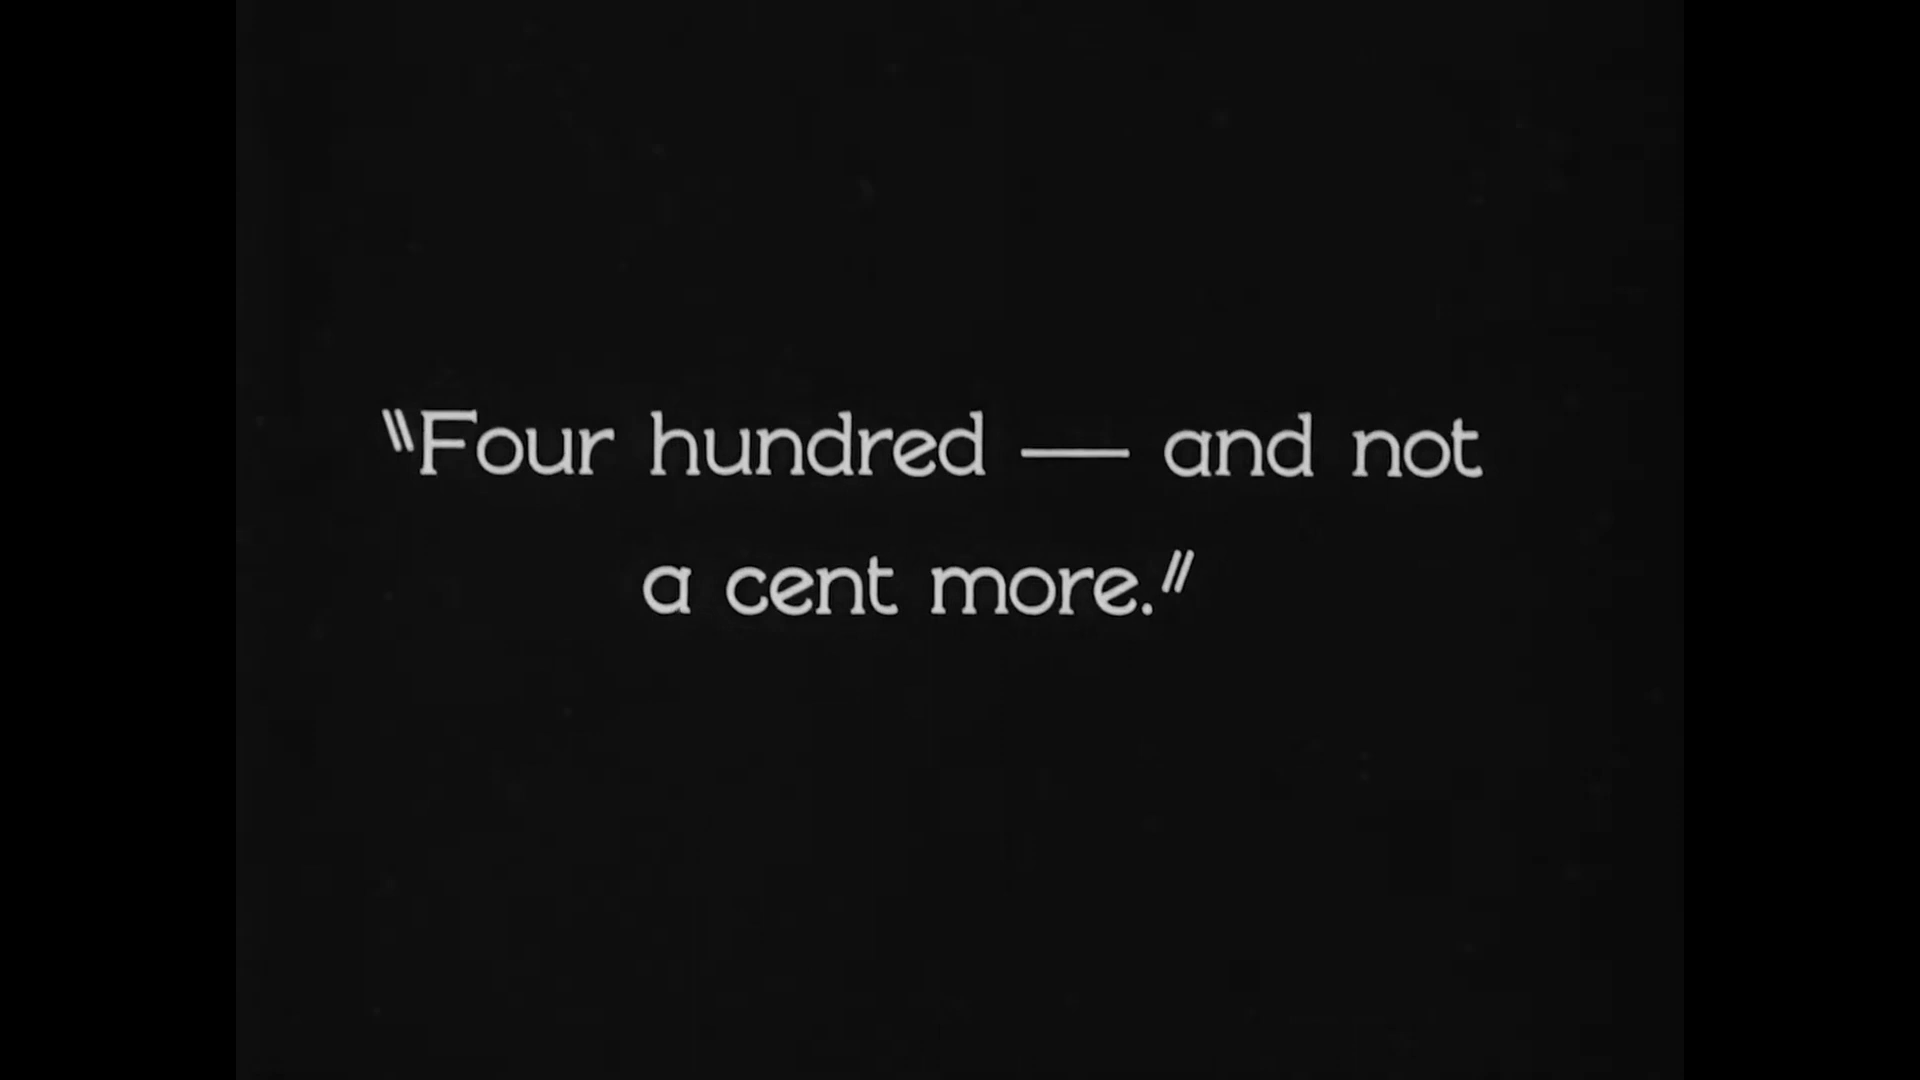 "Four hundred — and not
a cent more."